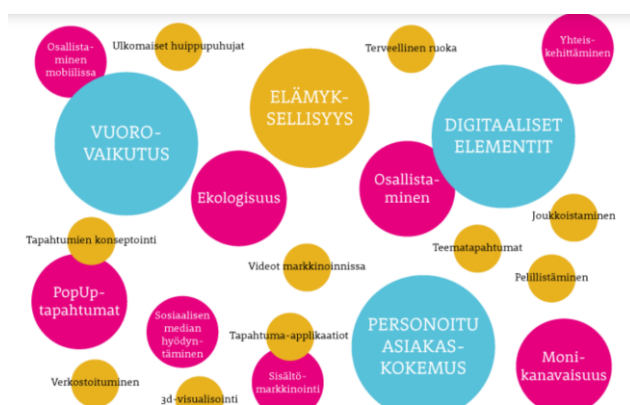 Osallista-
minen
mobiilissa
Ulkomaiset huippupuhujat
Terveellinen ruoka
Yhteis-
kehittäminen
ELÄMYK-
SELLISYYS
VUORO-
VAIKUTUS
DIGITAALISET
ELEMENTIT
Ekologisuus
Osallista-
minen
Joukkoistaminen
Tapahtumien konseptointi
Teematapahtumat
Videot markkinoinnissa
Pelillistäminen
PopUp-
tapahtumat
Sosiaalisen
median
hyödyn-
täminen
Tapahtuma-applikaatiot
PERSONOITU
ASIAKAS-
KOKEMUS
Moni-
kanavaisuus
Verkostoituminen
Sisältö-
markkinointi
3d-visualisointi